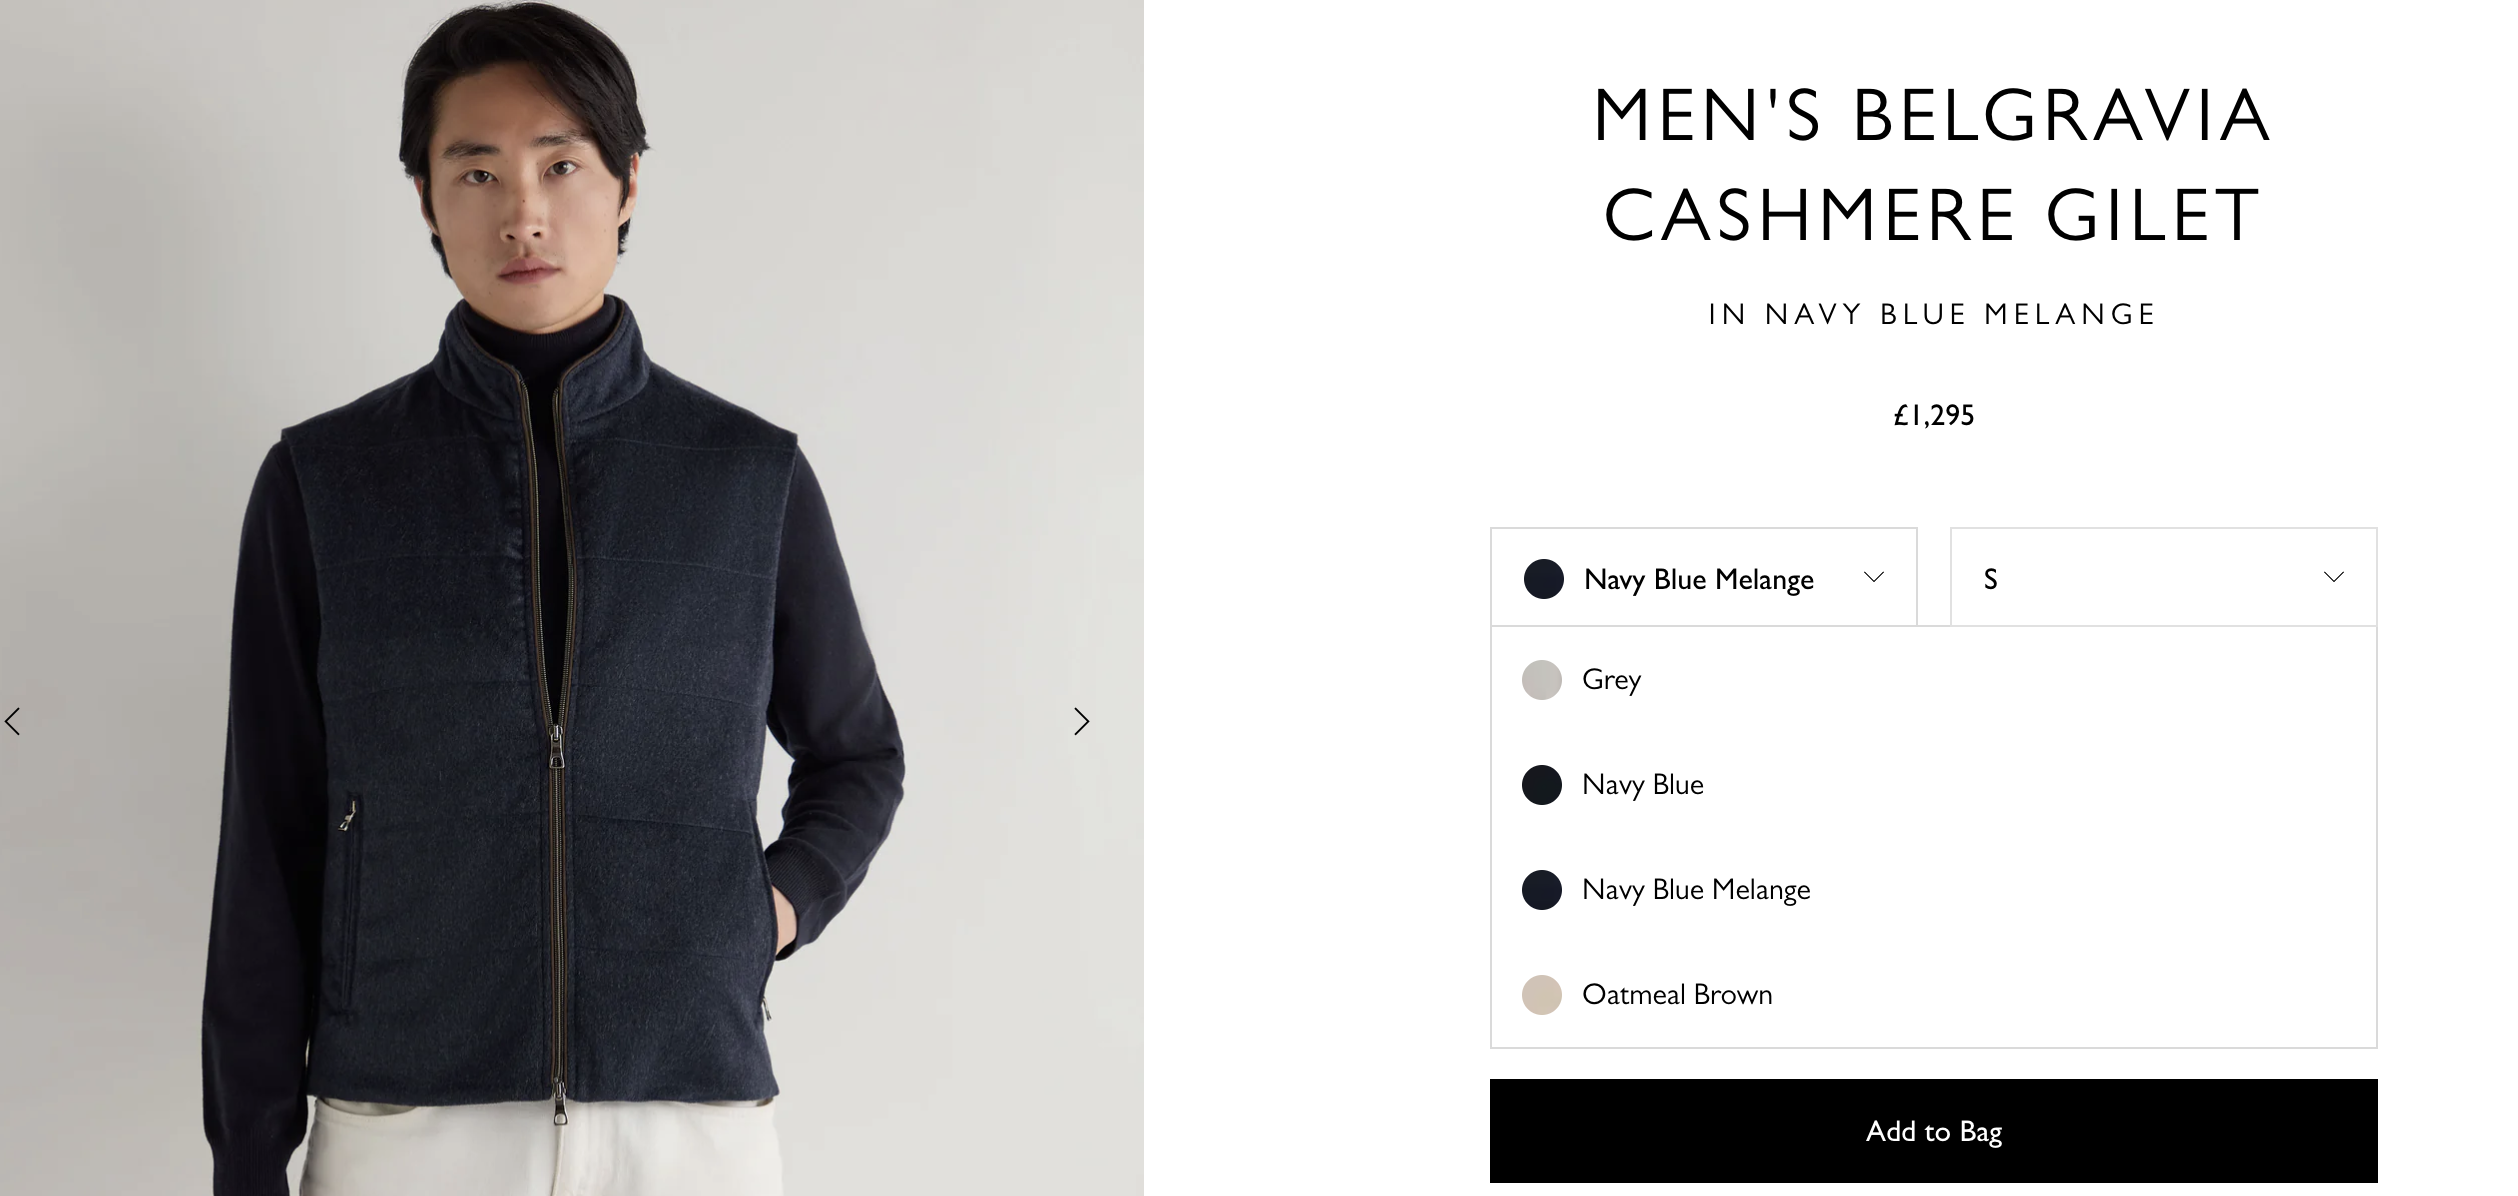 MEN'S BELGRAVIA
CASHMERE GILET
IN NAVY BLUE MELANGE
£1,295
Navy Blue Melange
S
Grey
Navy Blue
Navy Blue Melange
Oatmeal Brown
Add to Bag